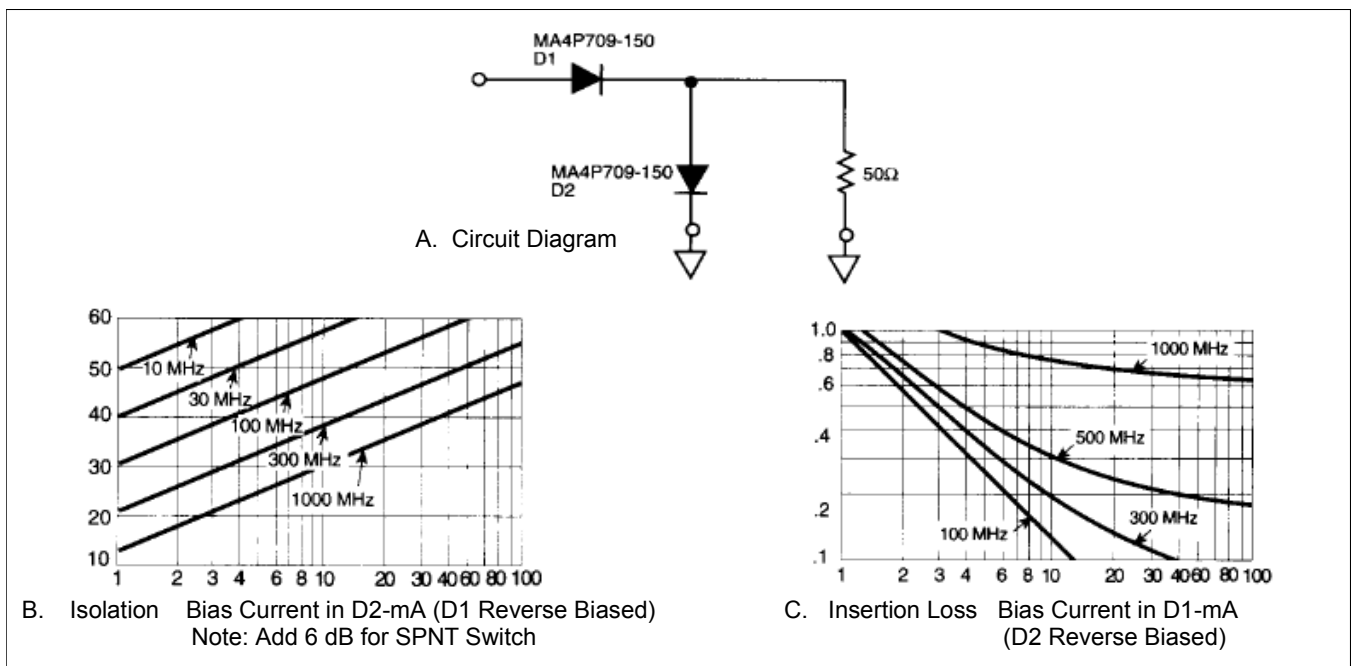 MA4P709-150
D1
MA4P709-150
D2
50Ω
A. Circuit Diagram
60
50
40
30
20
10
10 MHz
30 MHz
100 MHz
300 MHz
1000 MHz
1 2 3 4 6 8 10 20 30 40 60 80 100
B. Isolation Bias Current in D2-mA (D1 Reverse Biased)
Note: Add 6 dB for SPNT Switch
1.0
.8
.6
.4
.2
.1
1000 MHz
500 MHz
300 MHz
100 MHz
1 2 3 4 6 8 10 20 30 40 60 80 100
C. Insertion Loss Bias Current in D1-mA
(D2 Reverse Biased)